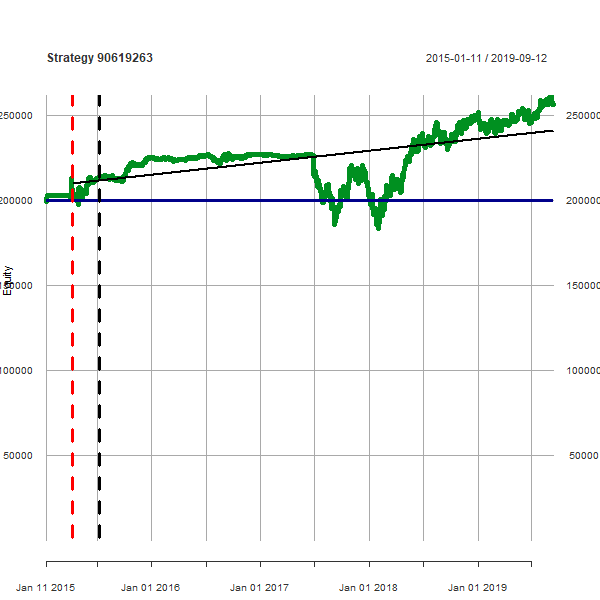 Strategy 90619263
2015-01-11 / 2019-09-12
250000
250000
200000
200000
Equity
150000
150000
100000
100000
50000
50000
Jan 11 2015
Jan 01 2016
Jan 01 2017
Jan 01 2018
Jan 01 2019